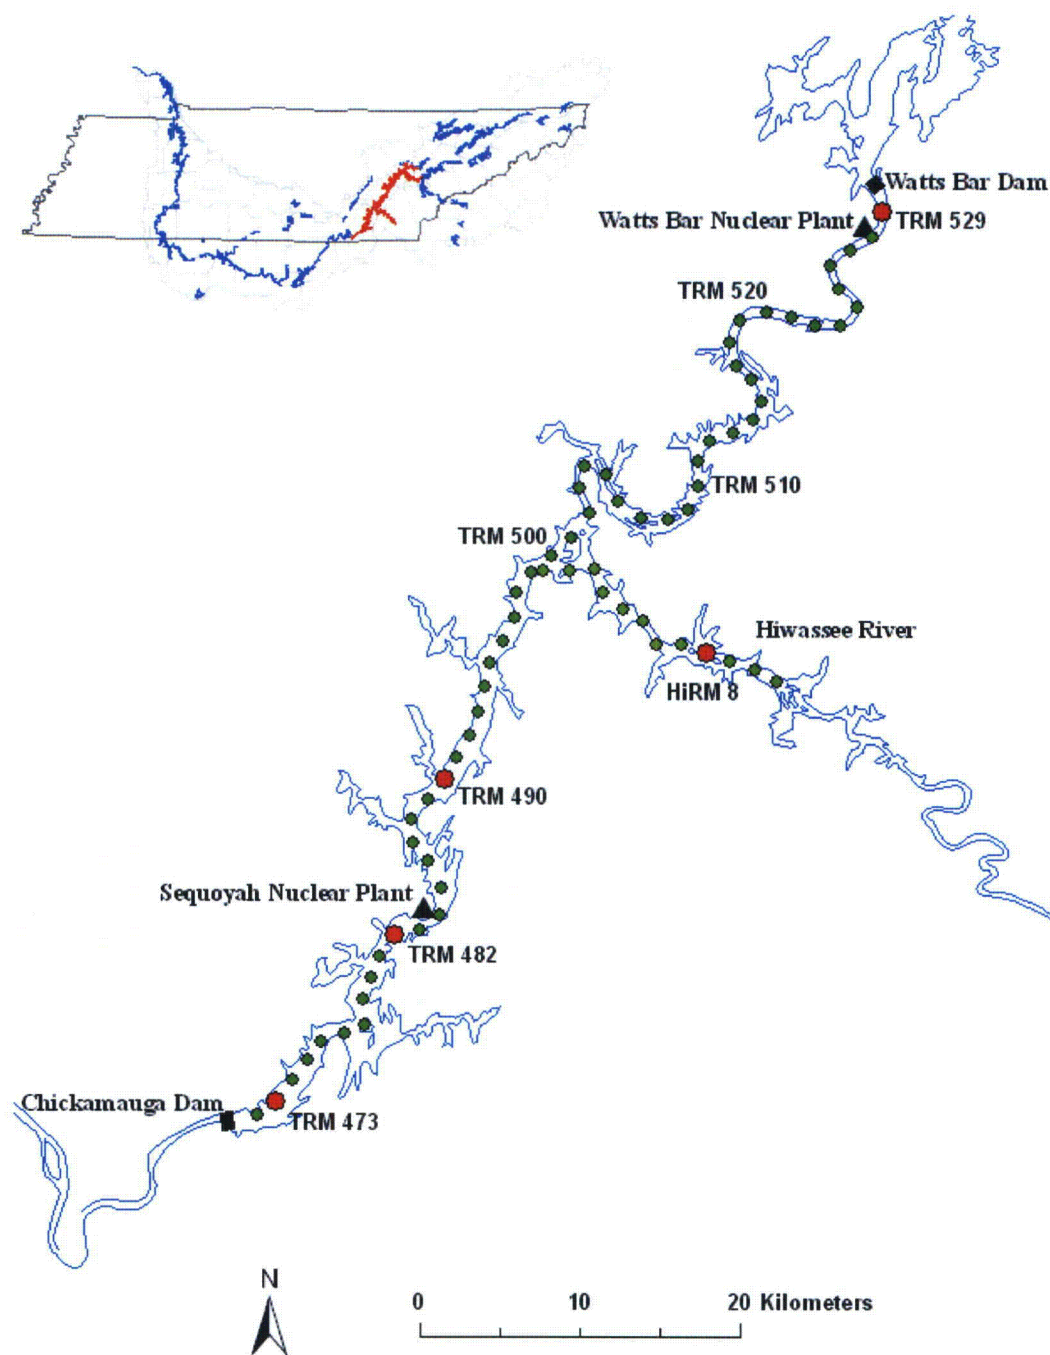 Watts Bar Dam
Watts Bar Nuclear Plant
TRM 529
TRM 520
TRM 510
TRM 500
Hiwassee River
HiRM 8
TRM 490
Sequoyah Nuclear Plant
TRM 482
Chickamauga Dam
TRM 473
N
0 10 20 Kilometers